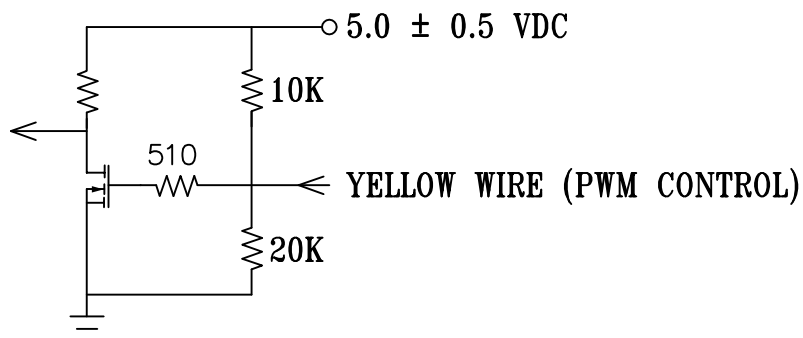 5.0 ± 0.5 VDC
10K
510
YELLOW WIRE (PWM CONTROL)
20K